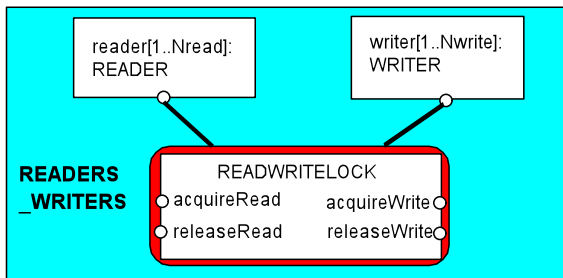 reader[1..Nread]:
READER
writer[1..Nwrite]:
WRITER
READERS
_WRITERS
READWRITELOCK
acquireRead
acquireWrite
releaseRead
releaseWrite